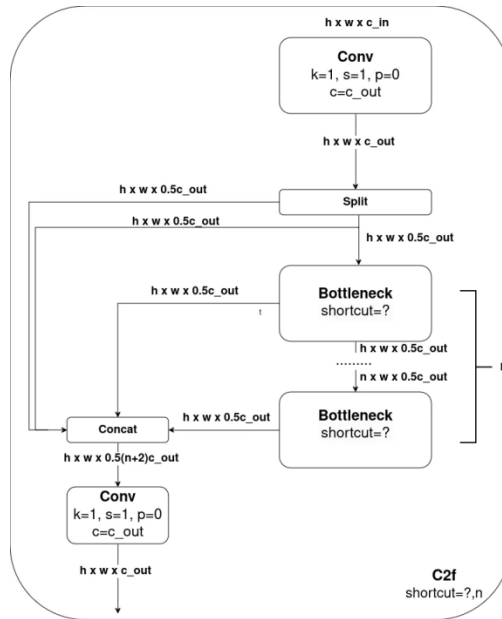 h x w x c_in
Conv
k=1, s=1, p=0
c=c_out
h x w x c_out
Split
h x w x 0.5c_out
h x w x 0.5c_out
h x w x 0.5c_out
h x w x 0.5c_out
Bottleneck
shortcut=?
h x w x 0.5c_out
.........
n x w x 0.5c_out
Bottleneck
shortcut=?
h x w x 0.5c_out
Concat
h x w x 0.5(n+2)c_out
Conv
k=1, s=1, p=0
c=c_out
h x w x c_out
C2f
shortcut=?,n